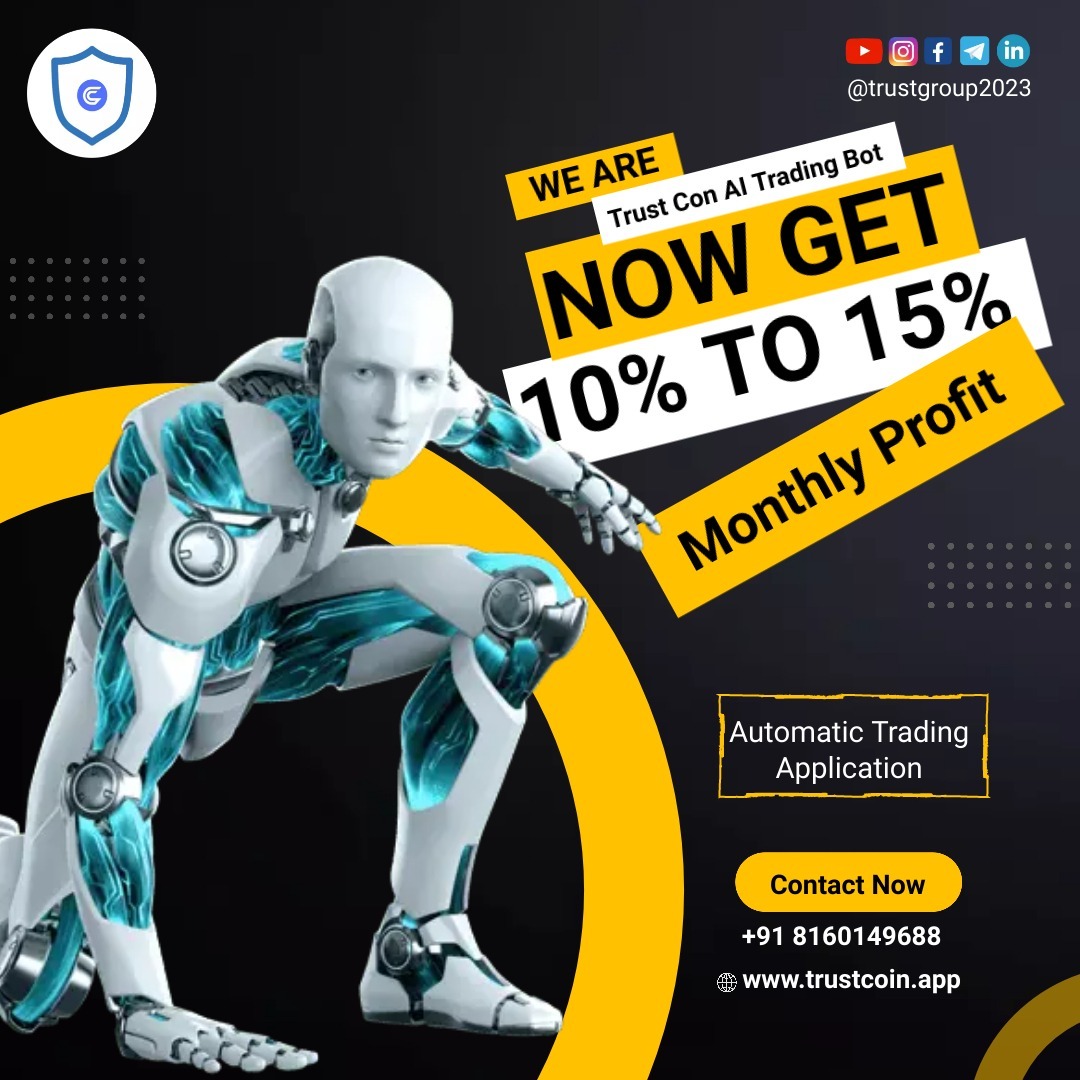 @trustgroup2023
WE ARE
Trust Con AI Trading Bot
NOW GET
10% TO 15%
Monthly Profit
Automatic Trading
Application
Contact Now
+91 8160149688
www.trustcoin.app